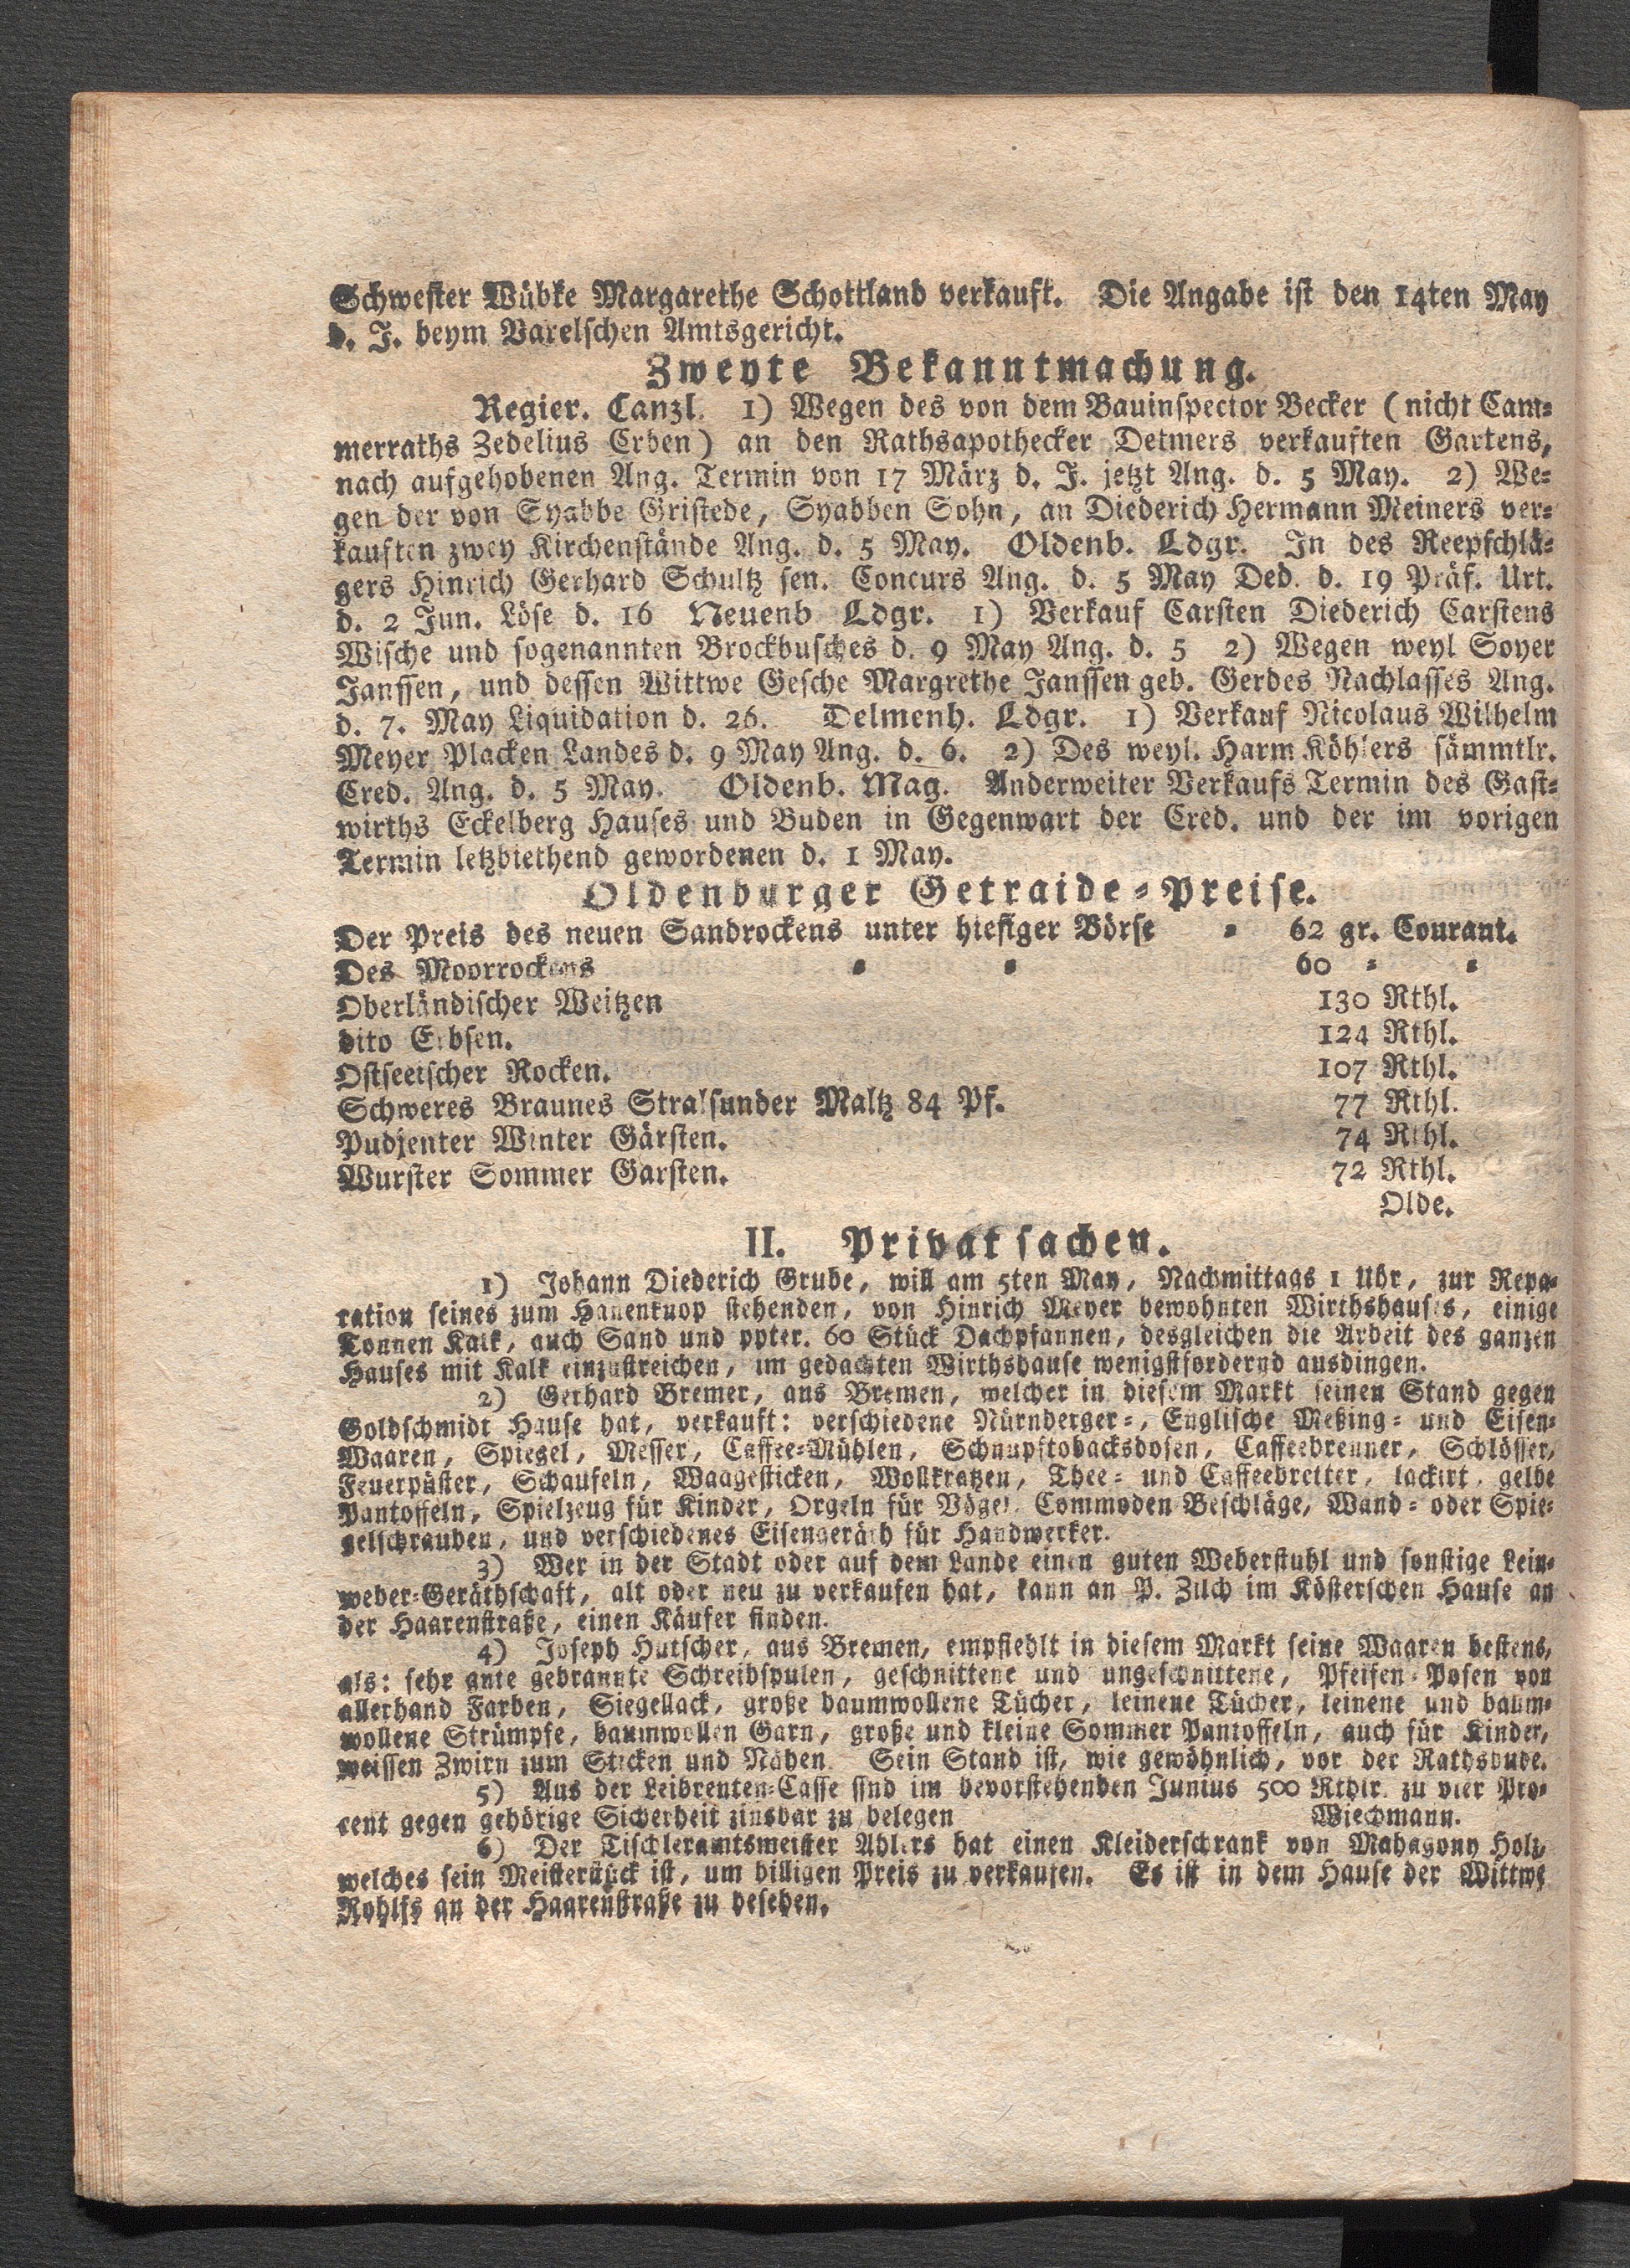 Schwester Wübke Margarethe Schottland verkauft. Die Angabe ist den 14ten May
d. J. beym Varelschen Amtsgericht.
Zweyte Bekanntmachung.
Regier. Canzl. 1) Wegen des von dem Bauinspector Becker (nicht Cam-
merraths Zedelius Erben) an den Rathsapothecker Detmers verkauften Gartens,
nach aufgehobenen Ang. Termin von 17 März d. J. jetzt Ang. d. 5 May. 2) We-
gen der von Syabbe Gristede, Syabben Sohn, an Diederich Hermann Meiners ver-
kauften zwey Kirchenstände Ang. d. 5 May. Oldenb. Ldgr. In des Reepschlä-
gers Hinrich Gerhard Schultz sen. Concurs Ang. d. 5 May Ded. d. 19 Präf. Urt.
d. 2 Jun. Löse d. 16 Neuenb Ldgr. 1) Verkauf Carsten Diederich Carstens
Wische und sogenannten Brockbusches d. 9 May Ang. d. 5 2) Wegen weyl Soyer
Janssen, und dessen Wittwe Gesche Margrethe Janssen geb. Gerdes Nachlasses Ang.
d. 7. May Liquidation d. 26. Delmenh. Ldgr. 1) Verkauf Nicolaus Wilhelm
Meyer Placken Landes d. 9 May Ang. d. 6. 2) Des weyl. Harm Köhlers sämmtlr.
Cred. Ang. d. 5 May. Oldenb. Mag. Anderweiter Verkaufs Termin des Gast-
wirths Eckelberg Hauses und Buden in Gegenwart der Cred. und der im vorigen
Termin letzbiethend gewordenen d. 1 May.
Oldenburger Getraide-Preise.
Der Preis des neuen Sandrockens unter hiesiger Börse - 62 gr. Courant.
Des Moorrockens - - 60 - -
Oberländischer Weitzen 130 Rthl.
dito Erbsen. 124 Rthl.
Ostseeischer Rocken. 107 Rthl.
Schweres Braunes Stralsunder Maltz 84 Pf. 77 Rthl.
Pudjenter Winter Gärsten. 74 Rthl.
Wurster Sommer Garsten. 72 Rthl.
Olde.
II. Privatsachen.
1) Johann Diederich Grube, will am 5ten May, Nachmittags 1 Uhr, zur Repa-
ration seines zum Hanenknop stehenden, von Hinrich Meyer bewohnten Wirthshauses, einige
Tonnen Kalk, auch Sand und ppter. 60 Stück Dachpfannen, desgleichen die Arbeit des ganzen
Hauses mit Kalk einzustreichen, im gedachten Wirthshause wenigstfordernd ausdingen.
2) Gerhard Bremer, aus Bremen, welcher in diesem Markt seinen Stand gegen
Goldschmidt Hause hat, verkauft: verschiedene Nürnberger-, Englische Meßing- und Eisen-
Waaren, Spiegel, Messer, Caffee-Mühlen, Schnupftobacksdosen, Caffeebrenner, Schlösser,
Feuerpüster, Schaufeln, Waagesticken, Wollkratzen, Thee- und Caffeebretter, lackirt, gelbe
Pantoffeln, Spielzeug für Kinder, Orgeln für Vögel, Commoden Beschläge, Wand- oder Spie-
gelschrauben, und verschiedenes Eisengeräth für Handwerker.
3) Wer in der Stadt oder auf dem Lande einen guten Weberstuhl und sonstige Lein-
weber-Geräthschaft, alt oder neu zu verkaufen hat, kann an P. Zilch im Kösterschen Hause an
der Haarenstraße, einen Käufer finden.
4) Joseph Hutscher, aus Bremen, empfiehlt in diesem Markt seine Waaren bestens,
als: sehr gute gebrannte Schreibspulen, geschnittene und ungeschnittene, Pfeifen-Posen von
allerhand Farben, Siegellack, große baumwollene Tücher, leinene Tücher, leinene und baum-
wollene Strümpfe, baumwollen Garn, große und kleine Sommer Pantoffeln, auch für Kinder,
weissen Zwirn zum Sticken und Nähen. Sein Stand ist, wie gewöhnlich, vor der Rathsbude.
5) Aus der Leibrenten-Casse sind im bevorstehenden Junius 500 Rthlr. zu vier Pro-
cent gegen gehörige Sicherheit zinsbar zu belegen Wiechmann.
6) Der Tischleramtsmeister Ahlers hat einen Kleiderschrank von Mahagony Holz,
welches sein Meisterstück ist, um billigen Preis zu verkaufen. Es ist in dem Hause der Wittwe
Rohlfs an der Haarenstraße zu besehen.